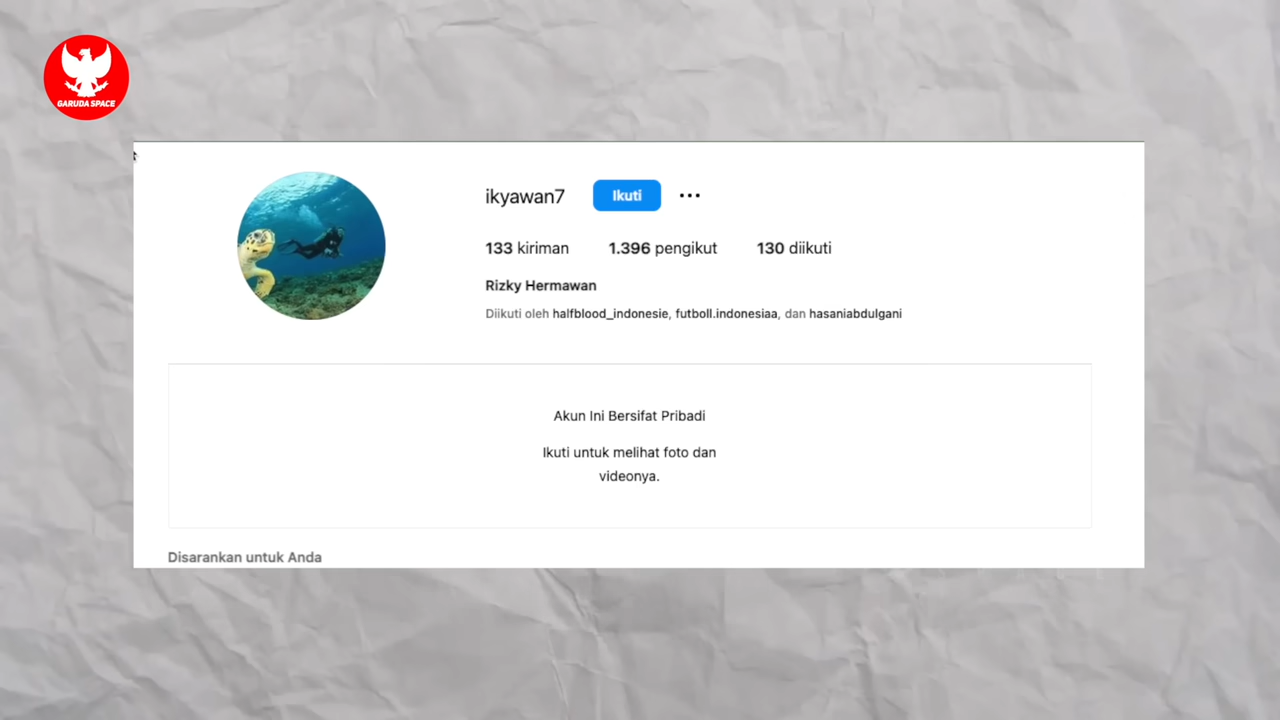 GARUDA SPACE
ikyawan7 Ikuti
133 kiriman 1.396 pengikut 130 diikuti
Rizky Hermawan
Diikuti oleh halfblood_indonesie, futboll.indonesiaa, dan hasaniabdulgani
Akun Ini Bersifat Pribadi
Ikuti untuk melihat foto dan
videonya.
Disarankan untuk Anda